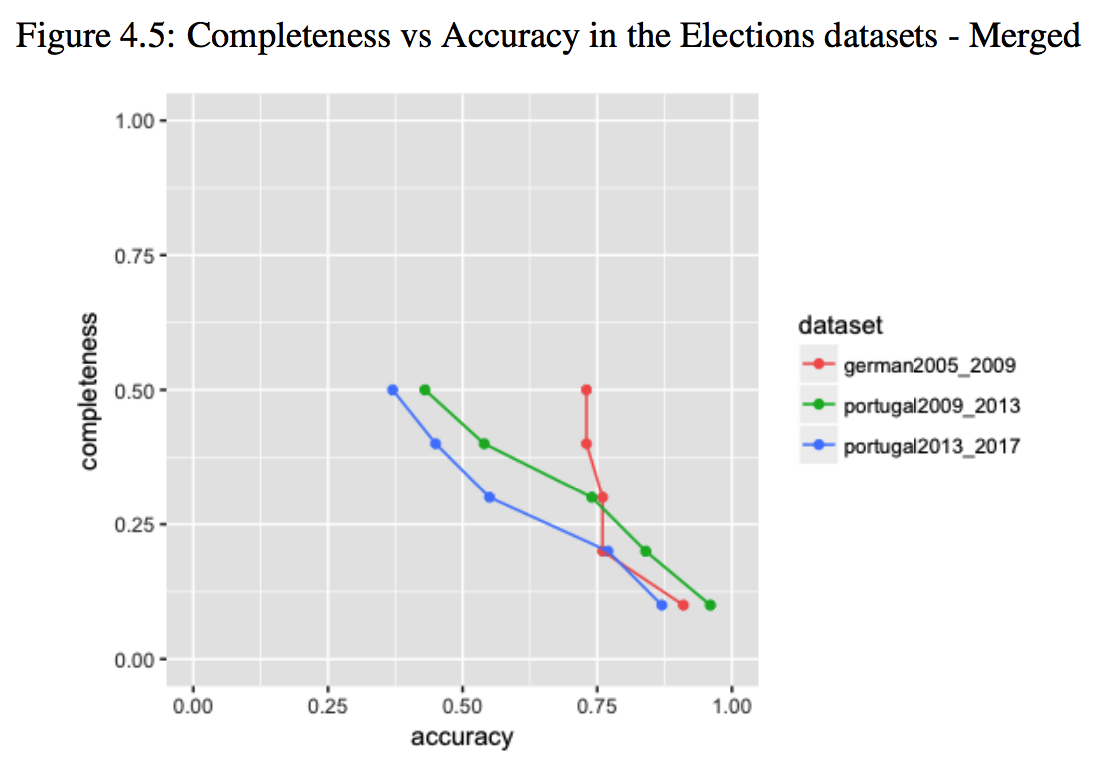 Figure 4.5: Completeness vs Accuracy in the Elections datasets - Merged
1.00
0.75
0.50
0.25
0.00
completeness
0.00 0.25 0.50 0.75 1.00
accuracy
dataset
german2005_2009
portugal2009_2013
portugal2013_2017